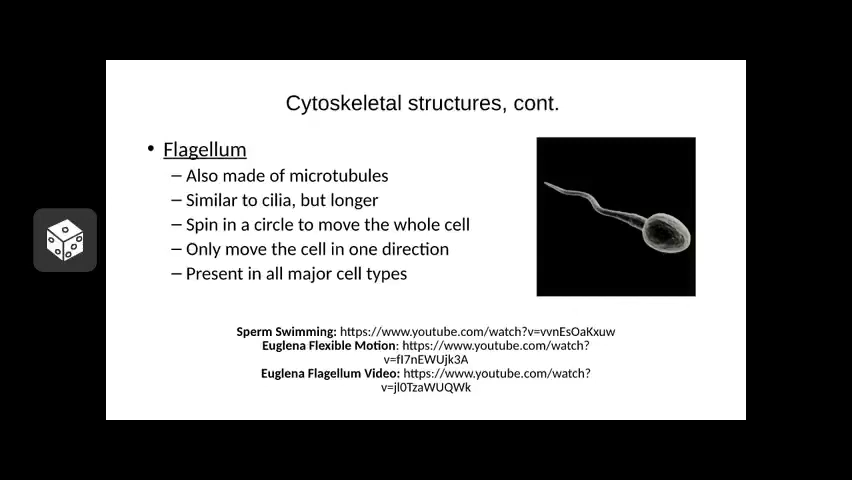 Cytoskeletal structures, cont.
• Flagellum
– Also made of microtubules
– Similar to cilia, but longer
– Spin in a circle to move the whole cell
– Only move the cell in one direction
– Present in all major cell types
Sperm Swimming: https://www.youtube.com/watch?v=vvnEsOaKxuw
Euglena Flexible Motion: https://www.youtube.com/watch?
v=fI7nEWUjk3A
Euglena Flagellum Video: https://www.youtube.com/watch?
v=jl0TzaWUQWk